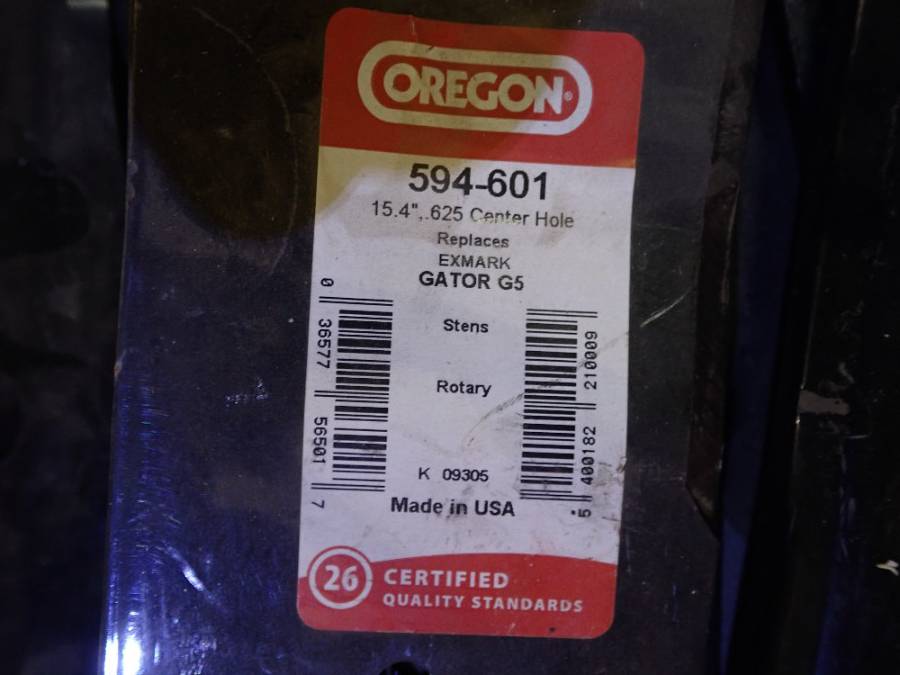 OREGON®
594-601
15.4",.625 Center Hole
Replaces
EXMARK
GATOR G5
Stens
Rotary
K 09305
Made in USA
0 36577 56501 7
5 400182 210009
26 CERTIFIED
QUALITY STANDARDS